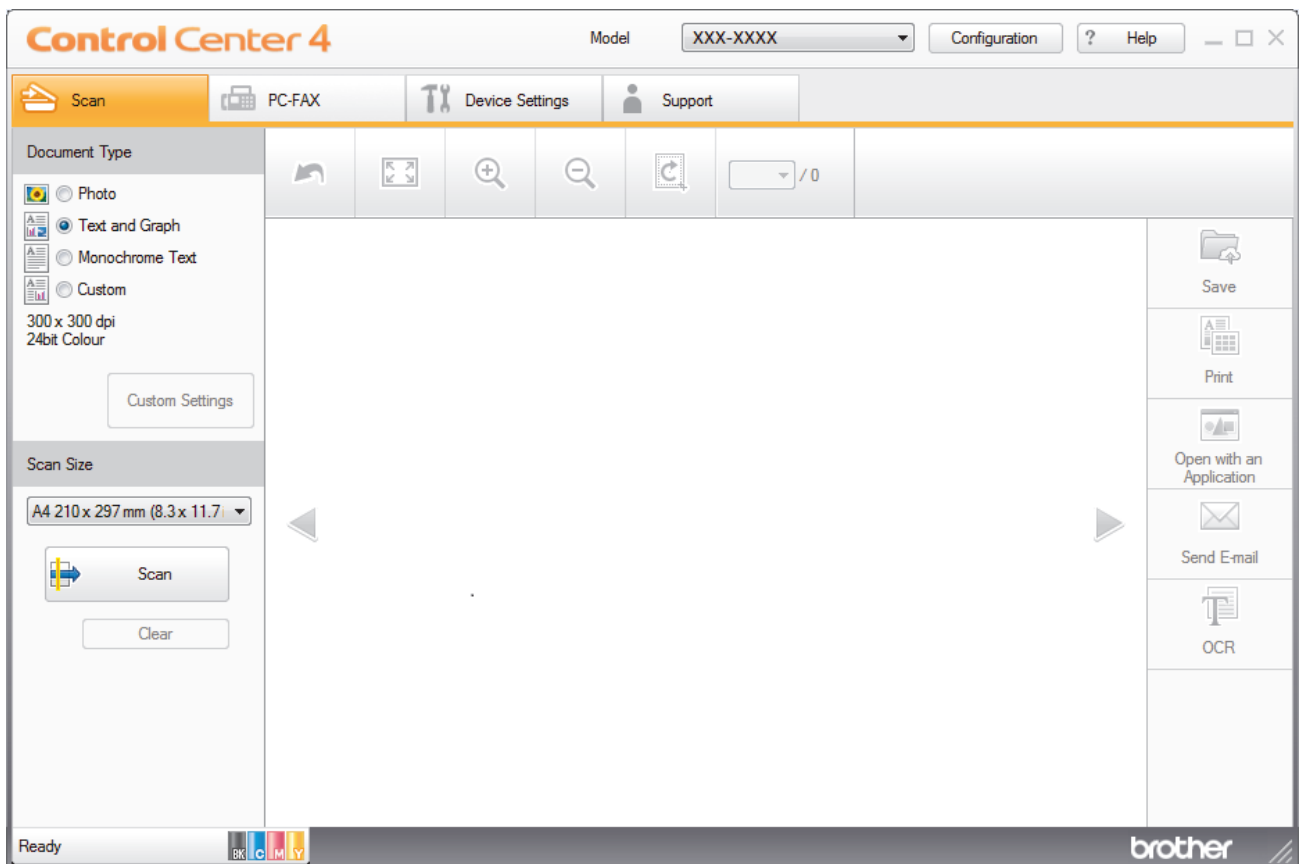 Control Center 4
Model
XXX-XXXX
Configuration
? Help
Scan
PC-FAX
Device Settings
Support
Document Type
/ 0
Photo
Text and Graph
Monochrome Text
Custom
300 x 300 dpi
24bit Colour
Custom Settings
Scan Size
A4 210 x 297 mm (8.3 x 11.7
Scan
Clear
Save
Print
Open with an
Application
Send E-mail
OCR
Ready
BK C M Y
brother